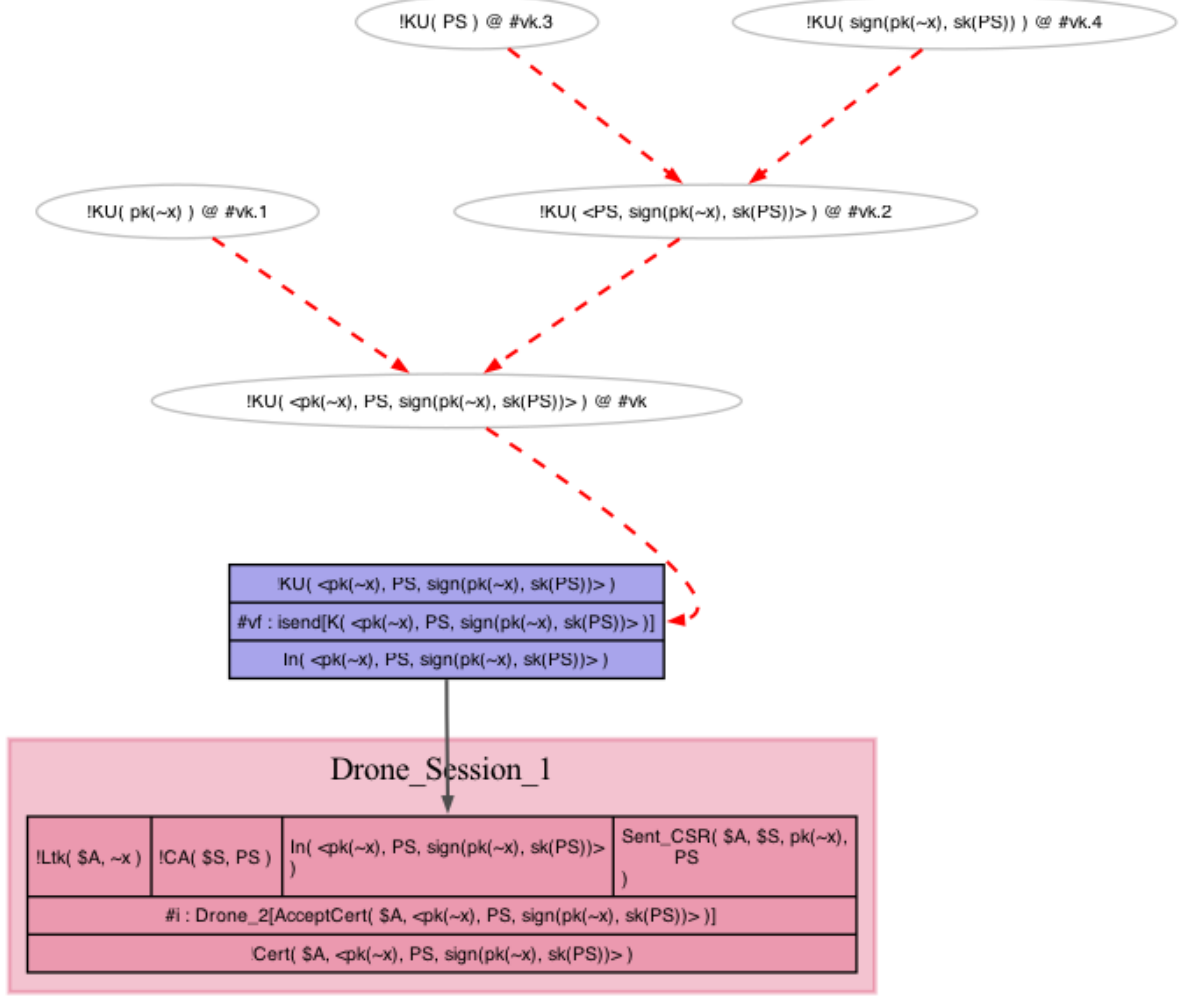 !KU( PS ) @ #vk.3
!KU( sign(pk(~x), sk(PS)) ) @ #vk.4
!KU( pk(~x) ) @ #vk.1
!KU( <PS, sign(pk(~x), sk(PS))> ) @ #vk.2
!KU( <pk(~x), PS, sign(pk(~x), sk(PS))> ) @ #vk
!KU( <pk(~x), PS, sign(pk(~x), sk(PS))> )
#vf : isend[K( <pk(~x), PS, sign(pk(~x), sk(PS))> )]
In( <pk(~x), PS, sign(pk(~x), sk(PS))> )
Drone_Session_1
!Ltk( $A, ~x )
!CA( $S, PS )
In( <pk(~x), PS, sign(pk(~x), sk(PS))>
)
Sent_CSR( $A, $S, pk(~x),
PS
)
#i : Drone_2[AcceptCert( $A, <pk(~x), PS, sign(pk(~x), sk(PS))> )]
!Cert( $A, <pk(~x), PS, sign(pk(~x), sk(PS))> )